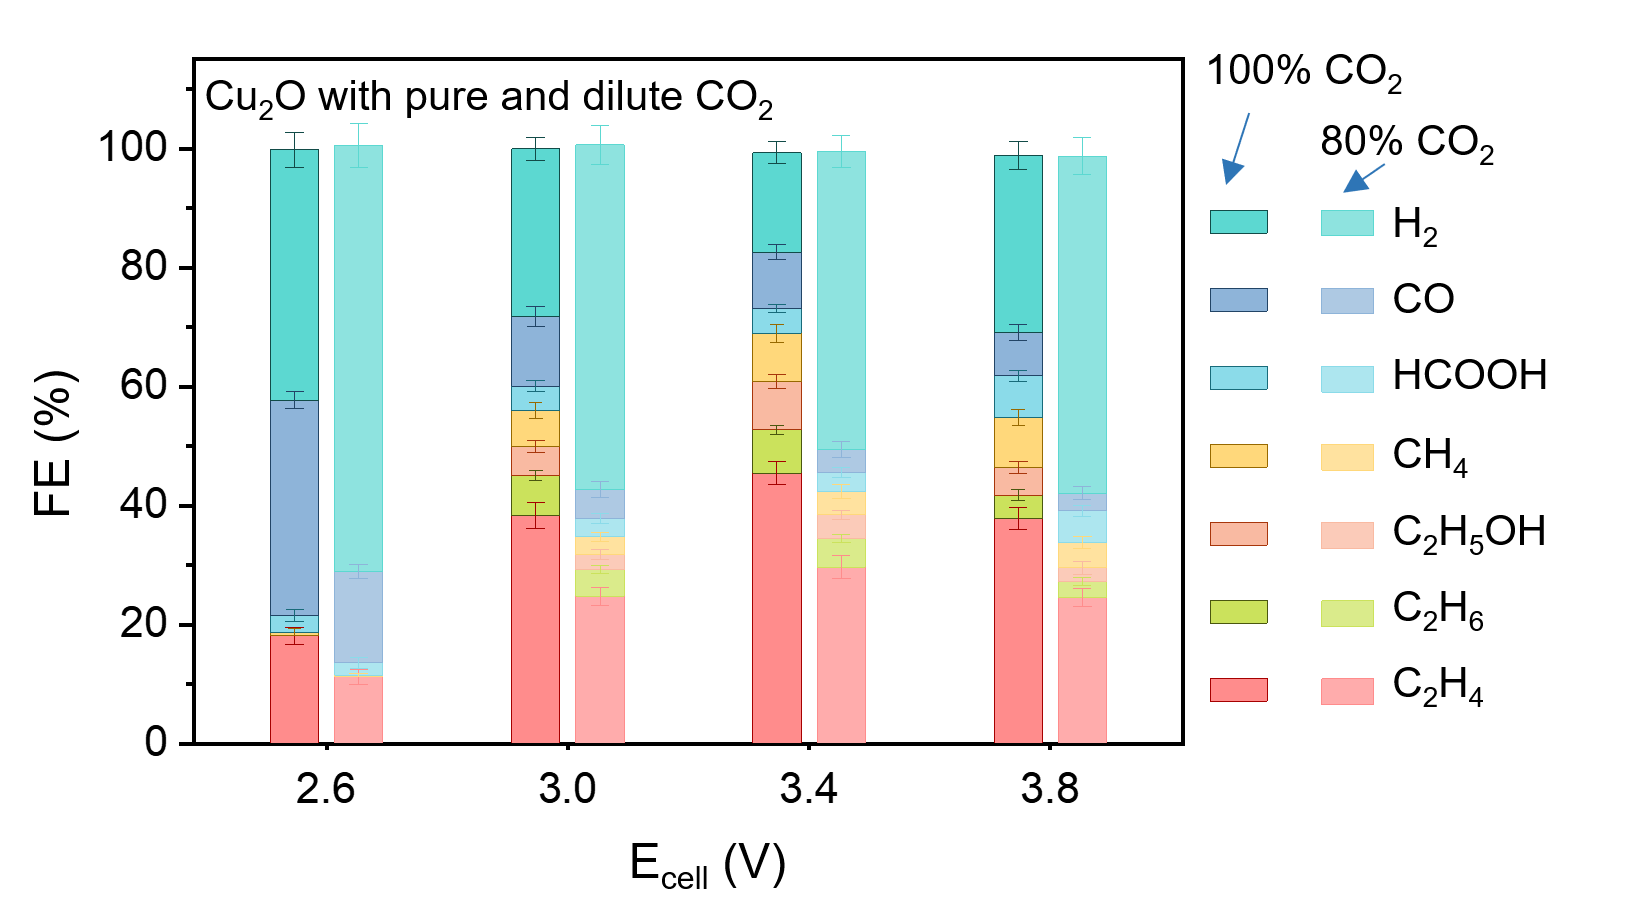 Cu₂O with pure and dilute CO₂
100% CO₂
80% CO₂
H₂
CO
HCOOH
CH₄
C₂H₅OH
C₂H₆
C₂H₄
FE (%)
100
80
60
40
20
0
2.6 3.0 3.4 3.8
E_cell (V)